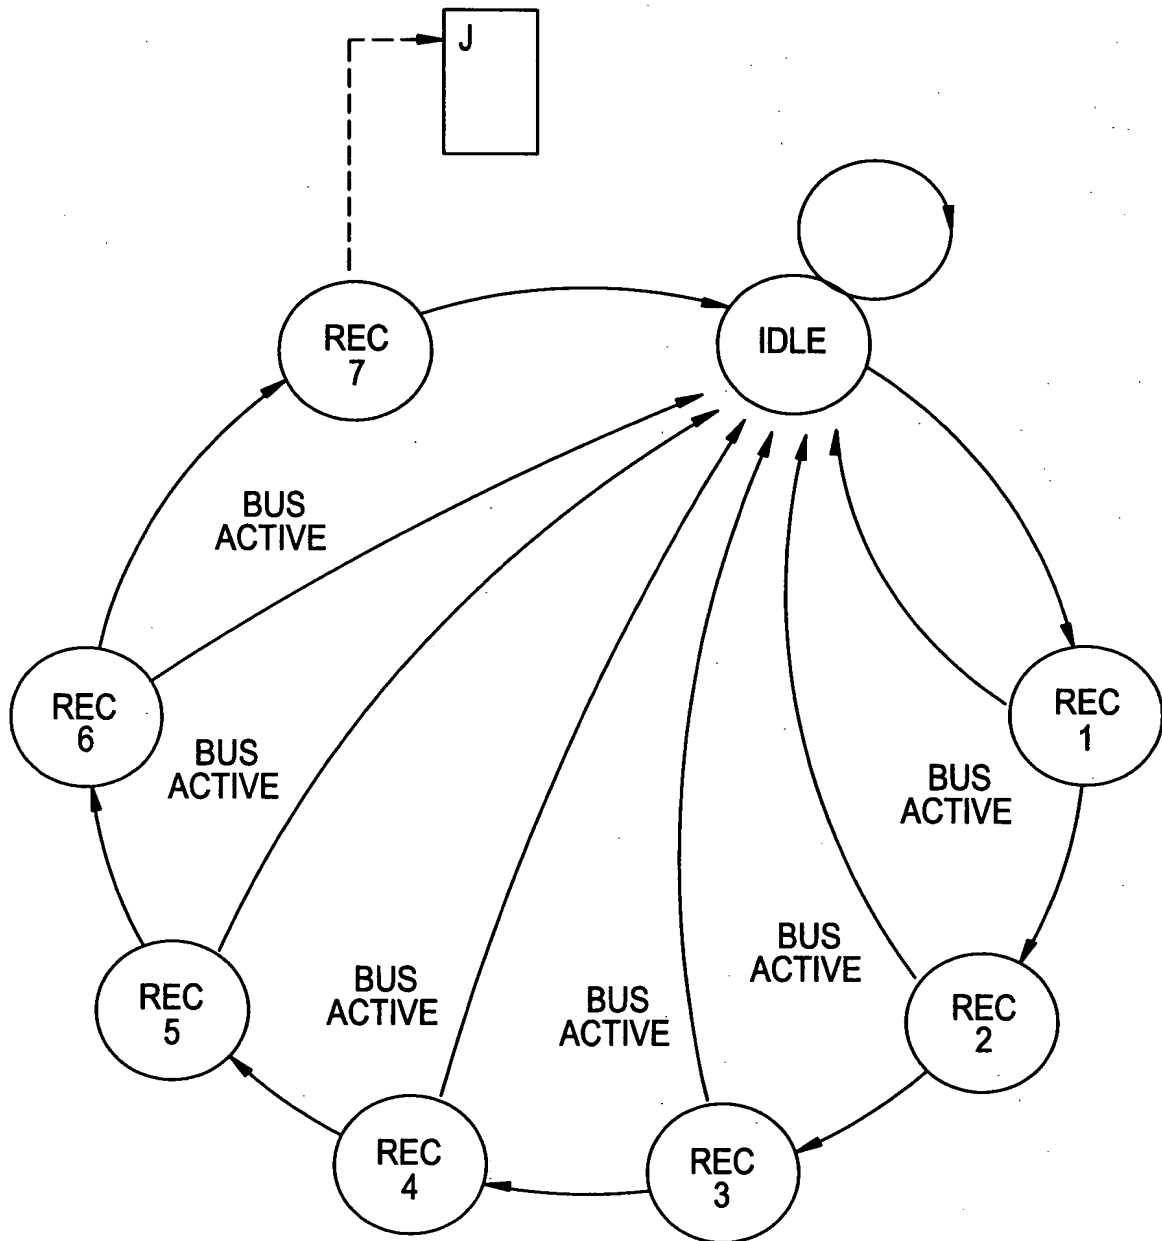 J
REC
7
IDLE
BUS
ACTIVE
REC
6
REC
1
BUS
ACTIVE
BUS
ACTIVE
BUS
ACTIVE
BUS
ACTIVE
BUS
ACTIVE
REC
5
REC
2
REC
4
REC
3